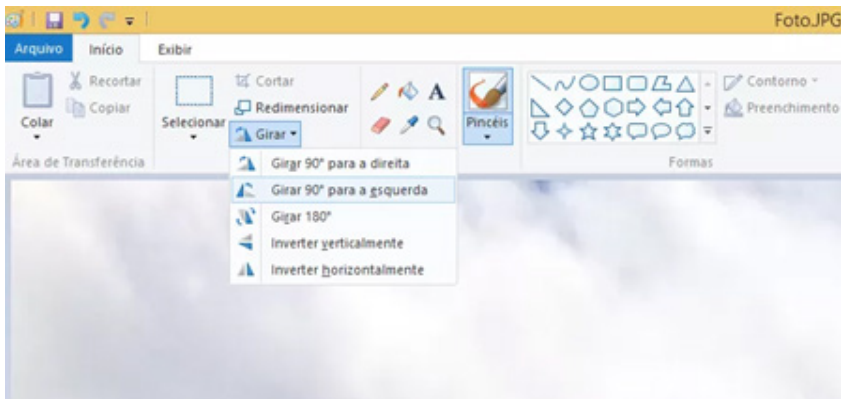 Foto.JPG
Arquivo Início Exibir
Colar
Recortar
Copiar
Área de Transferência
Selecionar
Cortar
Redimensionar
Girar
A
Pincéis
Formas
Contorno
Preenchimento
Girar 90° para a direita
Girar 90° para a esquerda
Girar 180°
Inverter verticalmente
Inverter horizontalmente